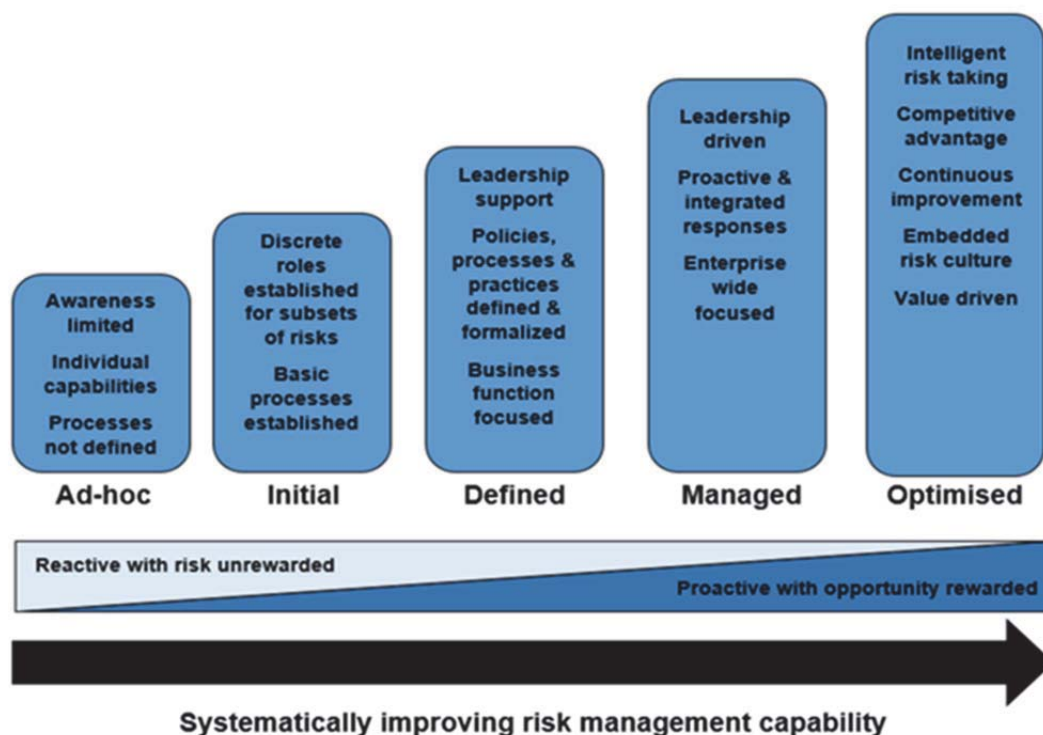 Awareness
limited
Individual
capabilities
Processes
not defined
Ad-hoc
Discrete
roles
established
for subsets
of risks
Basic
processes
established
Initial
Leadership
support
Policies,
processes &
practices
defined &
formalized
Business
function
focused
Defined
Leadership
driven
Proactive &
integrated
responses
Enterprise
wide
focused
Managed
Intelligent
risk taking
Competitive
advantage
Continuous
improvement
Embedded
risk culture
Value driven
Optimised
Reactive with risk unrewarded
Proactive with opportunity rewarded
Systematically improving risk management capability